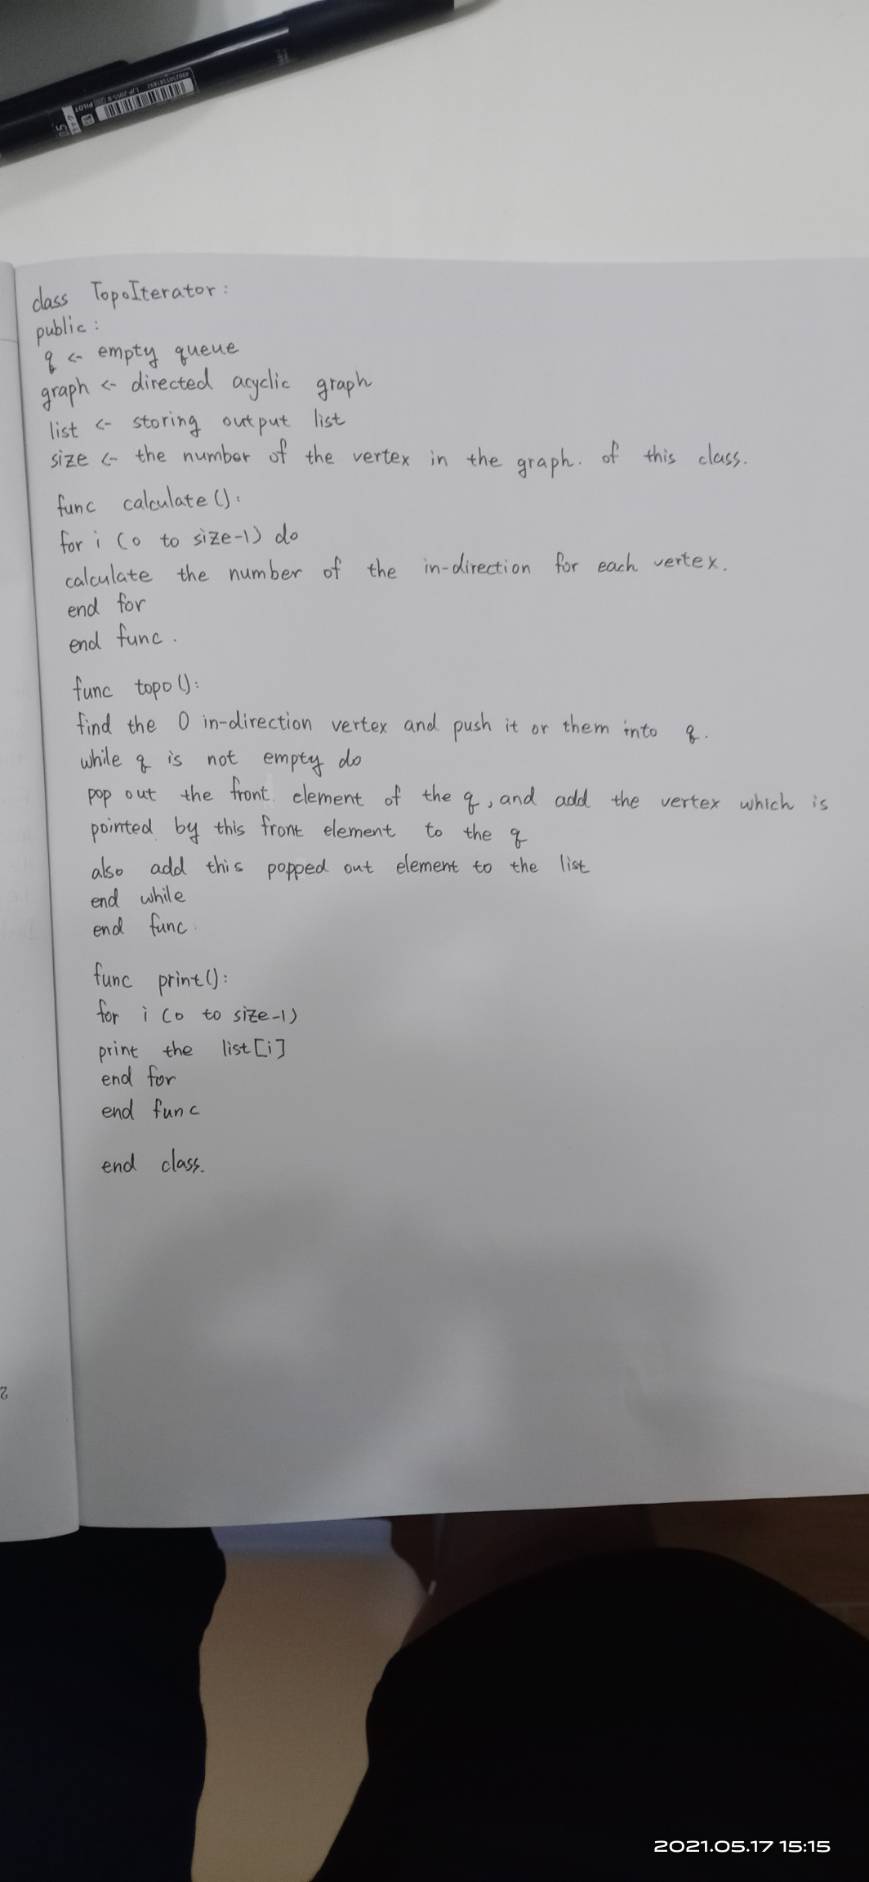 class TopoIterator:
public:
q <- empty queue
graph <- directed acyclic graph
list <- storing output list
size <- the number of the vertex in the graph. of this class.
func calculate():
for i (0 to size-1) do
calculate the number of the in-direction for each vertex.
end for
end func.
func topo():
find the 0 in-direction vertex and push it or them into q.
while q is not empty do
pop out the front element of the q, and add the vertex which is
pointed by this front element to the q
also add this popped out element to the list
end while
end func.
func print():
for i (0 to size-1)
print the list[i]
end for
end func
end class.
2
2021.05.17 15:15